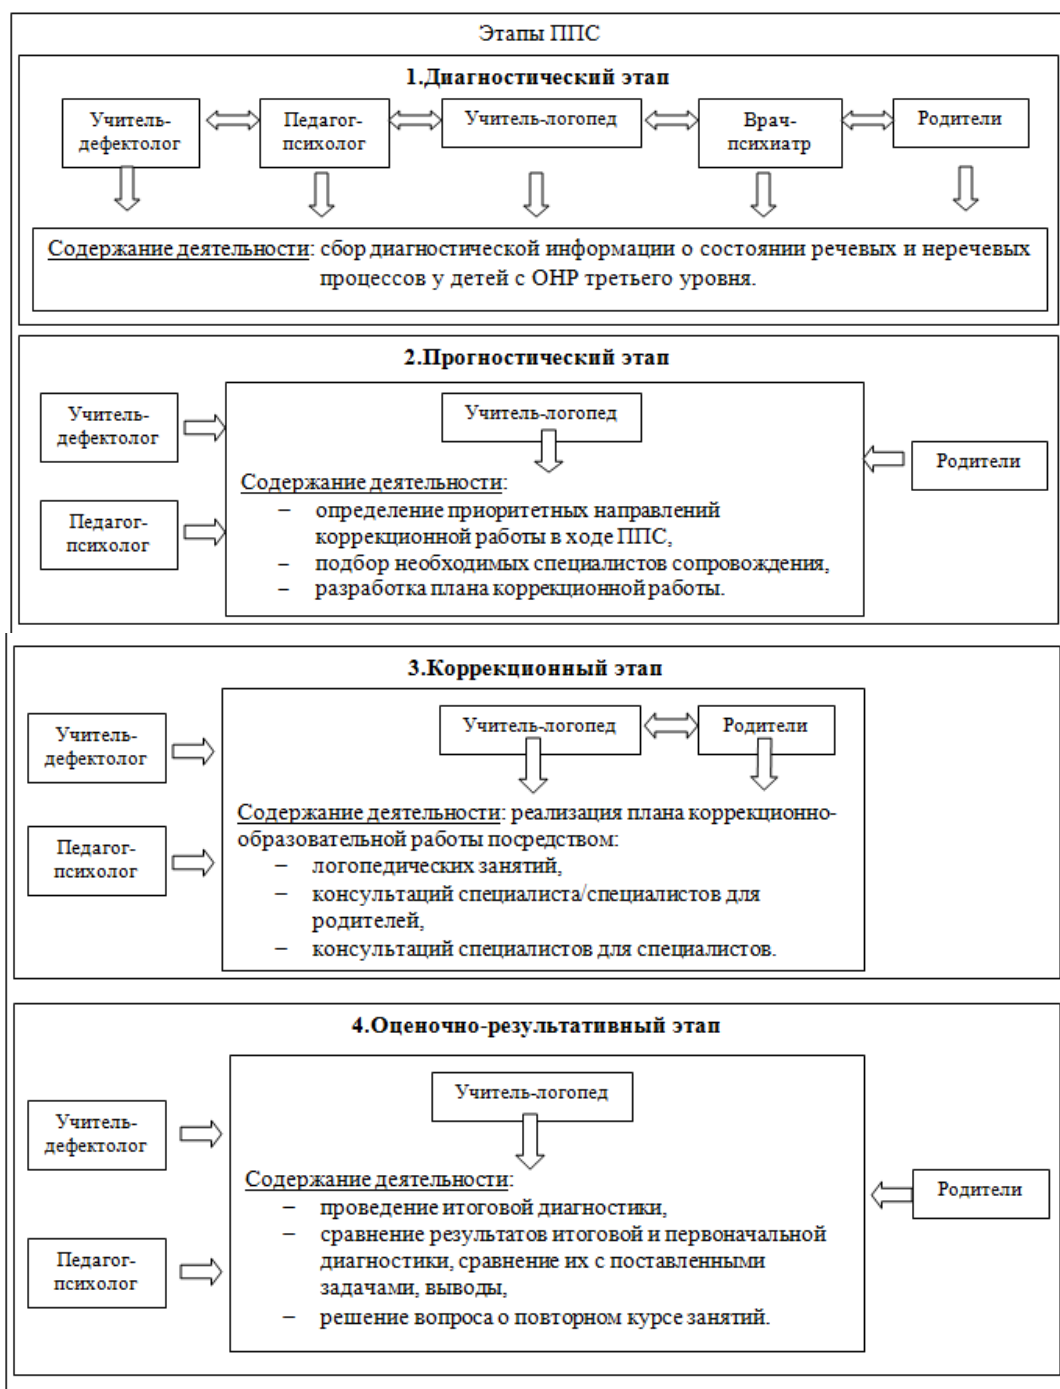 Этапы ППС
1.Диагностический этап
Учитель-
дефектолог
Педагог-
психолог
Учитель-логопед
Врач-
психиатр
Родители
Содержание деятельности: сбор диагностической информации о состоянии речевых и неречевых
процессов у детей с ОНР третьего уровня.
2.Прогностический этап
Учитель-
дефектолог
Педагог-
психолог
Учитель-логопед
Содержание деятельности:
– определение приоритетных направлений
коррекционной работы в ходе ППС,
– подбор необходимых специалистов сопровождения,
– разработка плана коррекционной работы.
Родители
3.Коррекционный этап
Учитель-
дефектолог
Педагог-
психолог
Учитель-логопед
Родители
Содержание деятельности: реализация плана коррекционно-
образовательной работы посредством:
– логопедических занятий,
– консультаций специалиста/специалистов для
родителей,
– консультаций специалистов для специалистов.
4.Оценочно-результативный этап
Учитель-
дефектолог
Педагог-
психолог
Учитель-логопед
Содержание деятельности:
– проведение итоговой диагностики,
– сравнение результатов итоговой и первоначальной
диагностики, сравнение их с поставленными
задачами, выводы,
– решение вопроса о повторном курсе занятий.
Родители